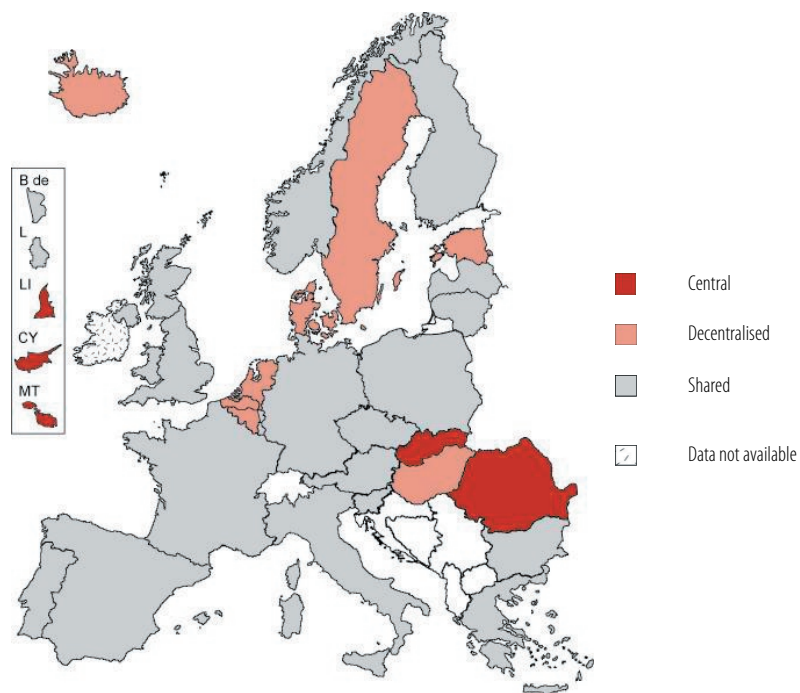 B de
L
LI
CY
MT
Central
Decentralised
Shared
Data not available